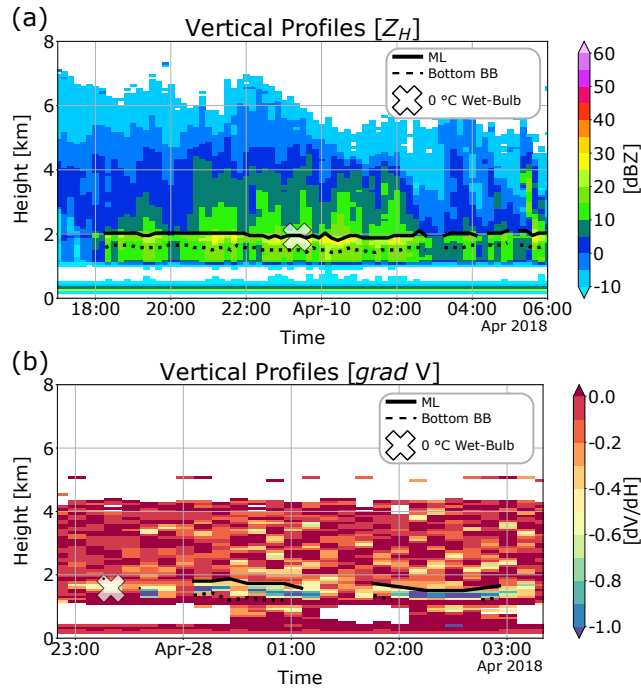 (a)
Vertical Profiles [Z_H]
ML
Bottom BB
0 °C Wet-Bulb
Height [km]
8
6
4
2
0
18:00 20:00 22:00 Apr-10 02:00 04:00 06:00
Time
Apr 2018
60
50
40
30
20
10
0
-10
[dBZ]
(b)
Vertical Profiles [grad V]
ML
Bottom BB
0 °C Wet-Bulb
Height [km]
8
6
4
2
0
23:00 Apr-28 01:00 02:00 03:00
Time
Apr 2018
0.0
-0.2
-0.4
-0.6
-0.8
-1.0
[dV/dH]